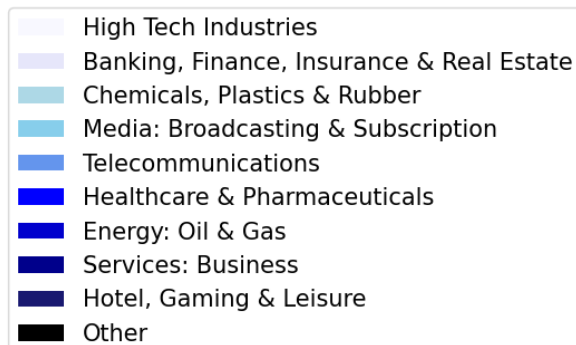 High Tech Industries
Banking, Finance, Insurance & Real Estate
Chemicals, Plastics & Rubber
Media: Broadcasting & Subscription
Telecommunications
Healthcare & Pharmaceuticals
Energy: Oil & Gas
Services: Business
Hotel, Gaming & Leisure
Other